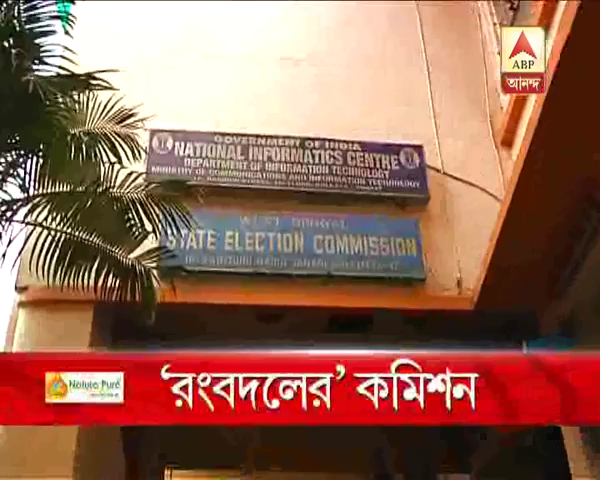 ABP
আনন্দ
GOVERNMENT OF INDIA
NATIONAL INFORMATICS CENTRE
DEPARTMENT OF INFORMATION TECHNOLOGY
MINISTRY OF COMMUNICATIONS AND INFORMATION TECHNOLOGY
WEST BENGAL
STATE ELECTION COMMISSION
Nature Pure
‘রংবদলের’ কমিশন